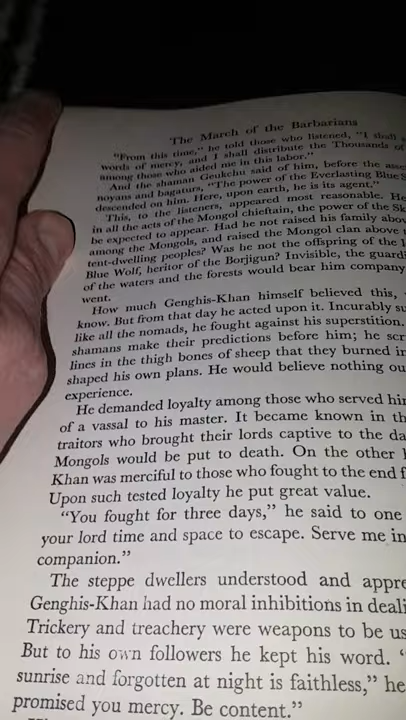 The March of the Barbarians
"From this time," he told those who listened, "I shall
words of mercy, and I shall distribute the Thousands of
among those who aided me in this labor."
And the shaman Geukchu said of him, before the
noyans and bagaturs, "The power of the Everlasting Blue
descended on him. Here, upon earth, he is its agent."
This, to the listeners, appeared most reasonable. He
in all the acts of the Mongol chieftain, the power of the
be expected to appear. Had he not raised his family
among the Mongols, and raised the Mongol clan above
tent-dwelling peoples? Was he not the offspring of the
Blue Wolf, heritor of the Borjigun? Invisible, the
of the waters and the forests would bear him company
went.
How much Genghis-Khan himself believed this,
know. But from that day he acted upon it. Incurably
like all the nomads, he fought against his superstition.
shamans make their predictions before him; he
lines in the thigh bones of sheep that they burned
shaped his own plans. He would believe nothing
experience.
He demanded loyalty among those who served
of a vassal to his master. It became known in
traitors who brought their lords captive to the
Mongols would be put to death. On the other
Khan was merciful to those who fought to the end
Upon such tested loyalty he put great value.
"You fought for three days," he said to one
your lord time and space to escape. Serve me in
companion."
The steppe dwellers understood and
Genghis-Khan had no moral inhibitions in
Trickery and treachery were weapons to be
But to his own followers he kept his word.
sunrise and forgotten at night is faithless," he
promised you mercy. Be content."